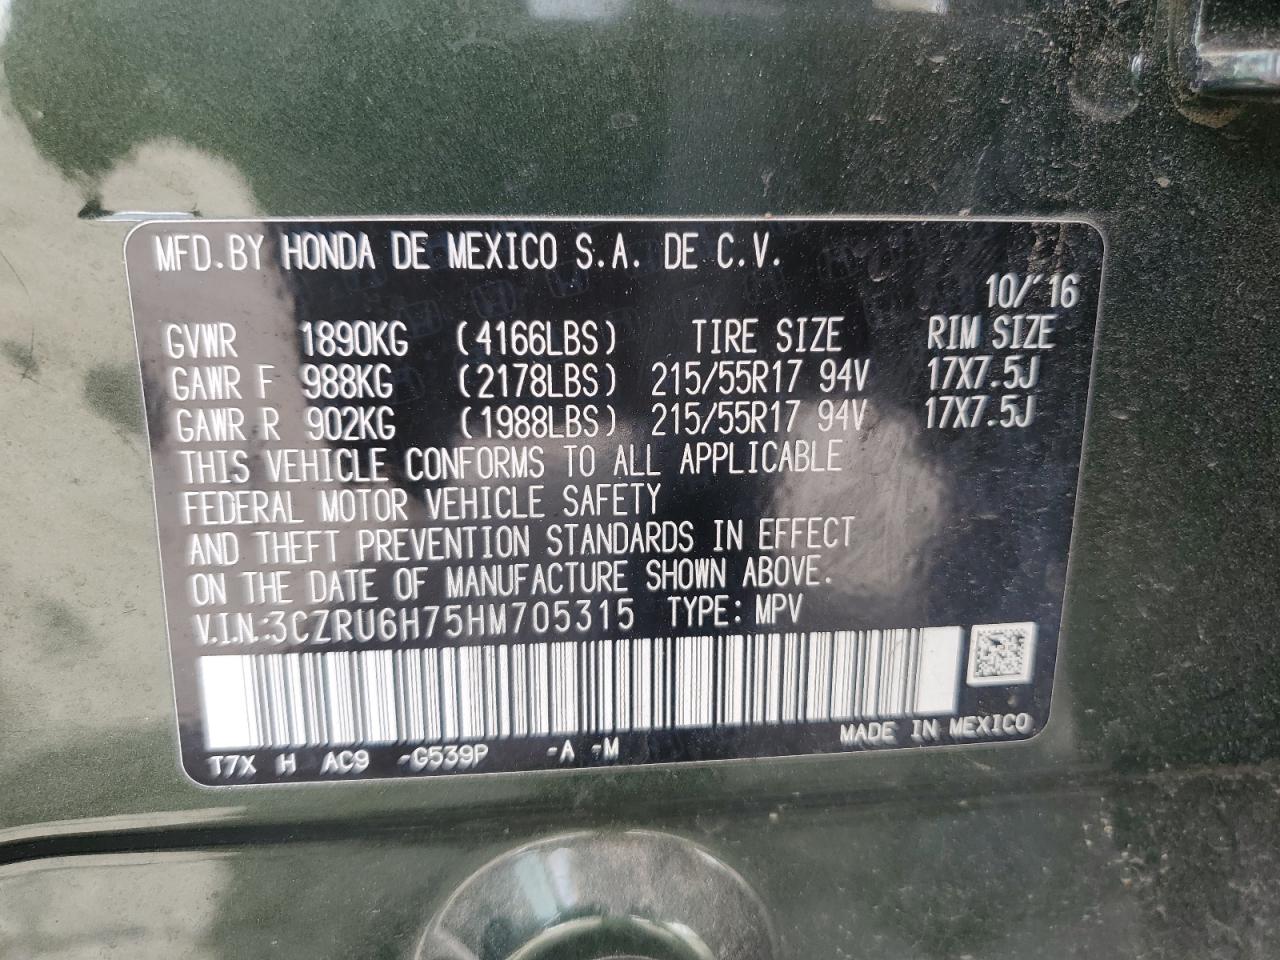 MFD.BY HONDA DE MEXICO S.A. DE C.V.
10/'16
GVWR 1890KG (4166LBS) TIRE SIZE RIM SIZE
GAWR F 988KG (2178LBS) 215/55R17 94V 17X7.5J
GAWR R 902KG (1988LBS) 215/55R17 94V 17X7.5J
THIS VEHICLE CONFORMS TO ALL APPLICABLE
FEDERAL MOTOR VEHICLE SAFETY
AND THEFT PREVENTION STANDARDS IN EFFECT
ON THE DATE OF MANUFACTURE SHOWN ABOVE.
V.I.N.:3CZRU6H75HM705315 TYPE: MPV
T7X H AC9 -G539P -A -M MADE IN MEXICO